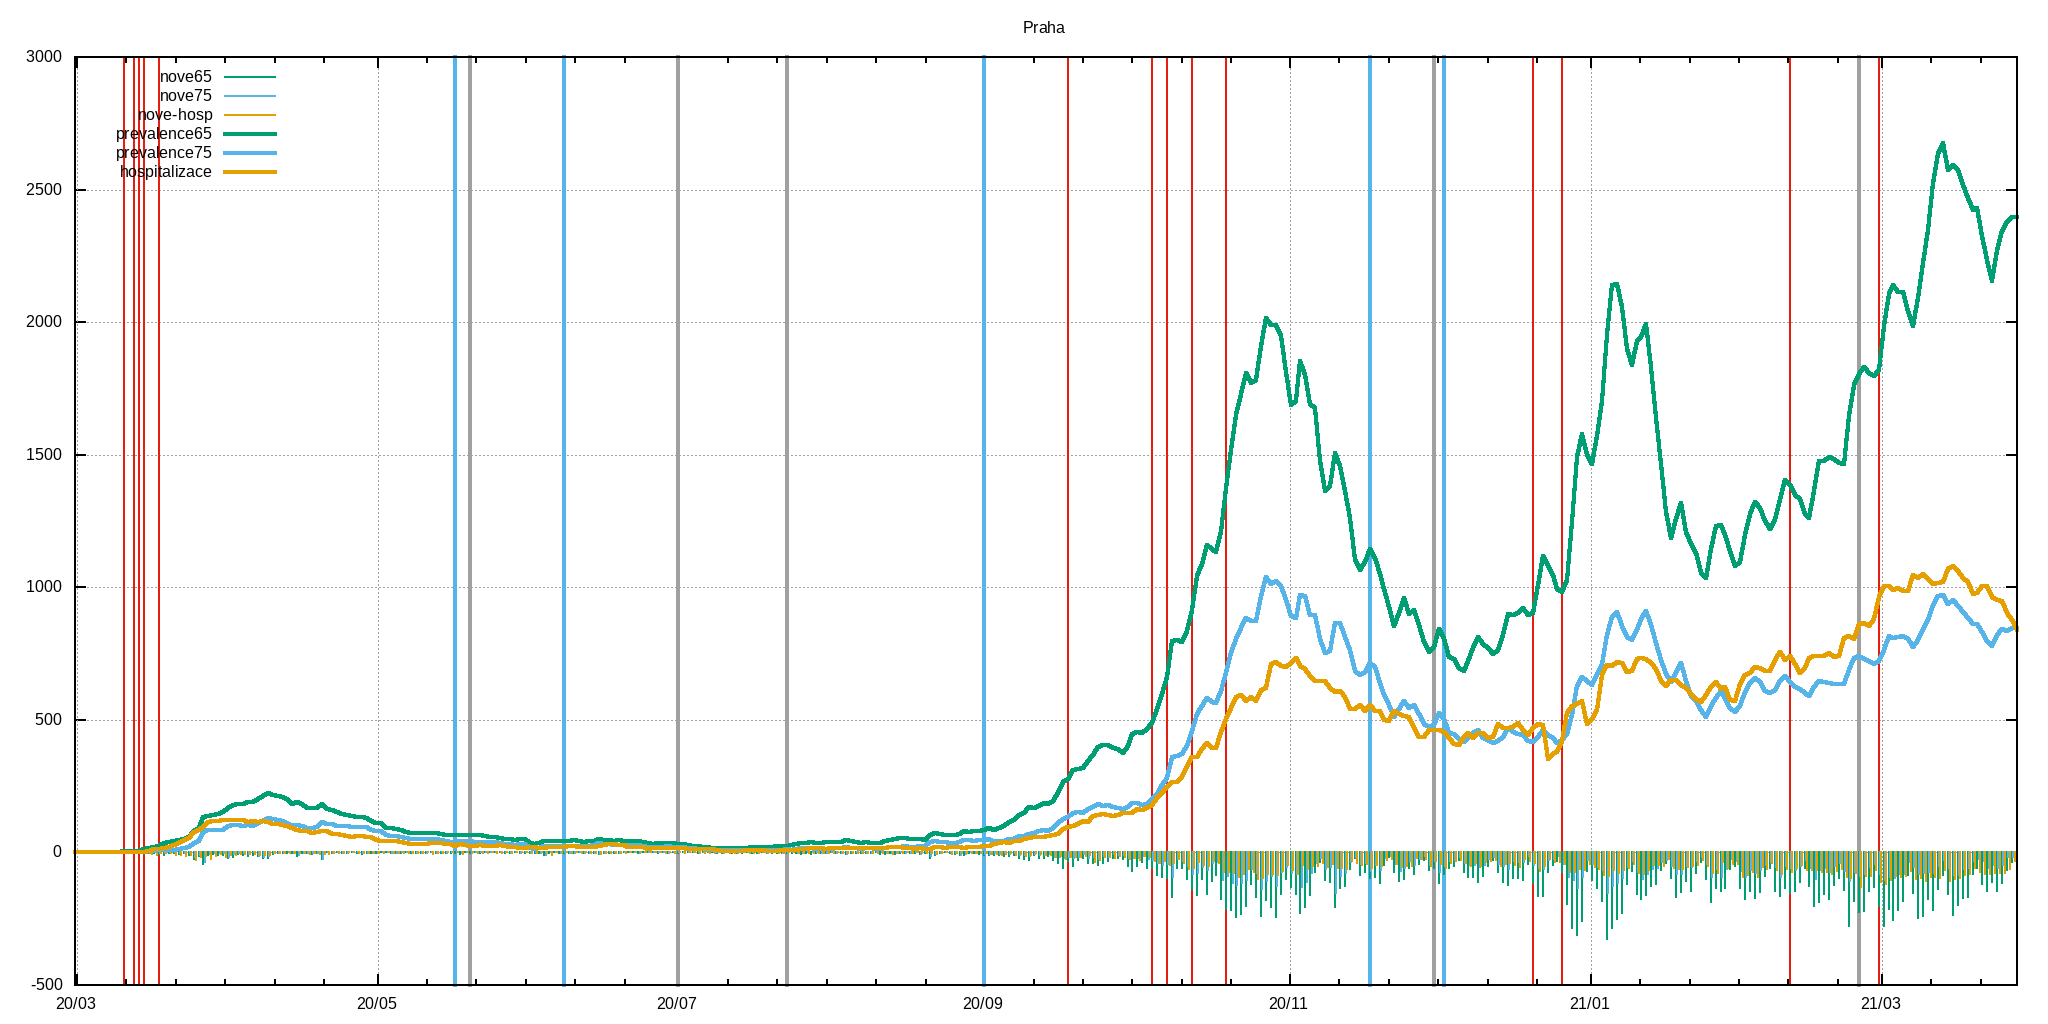 Praha
3000
2500
2000
1500
1000
500
0
-500
nove65
nove75
nove-hosp
prevalence65
prevalence75
hospitalizace
20/03 20/05 20/07 20/09 20/11 21/01 21/03